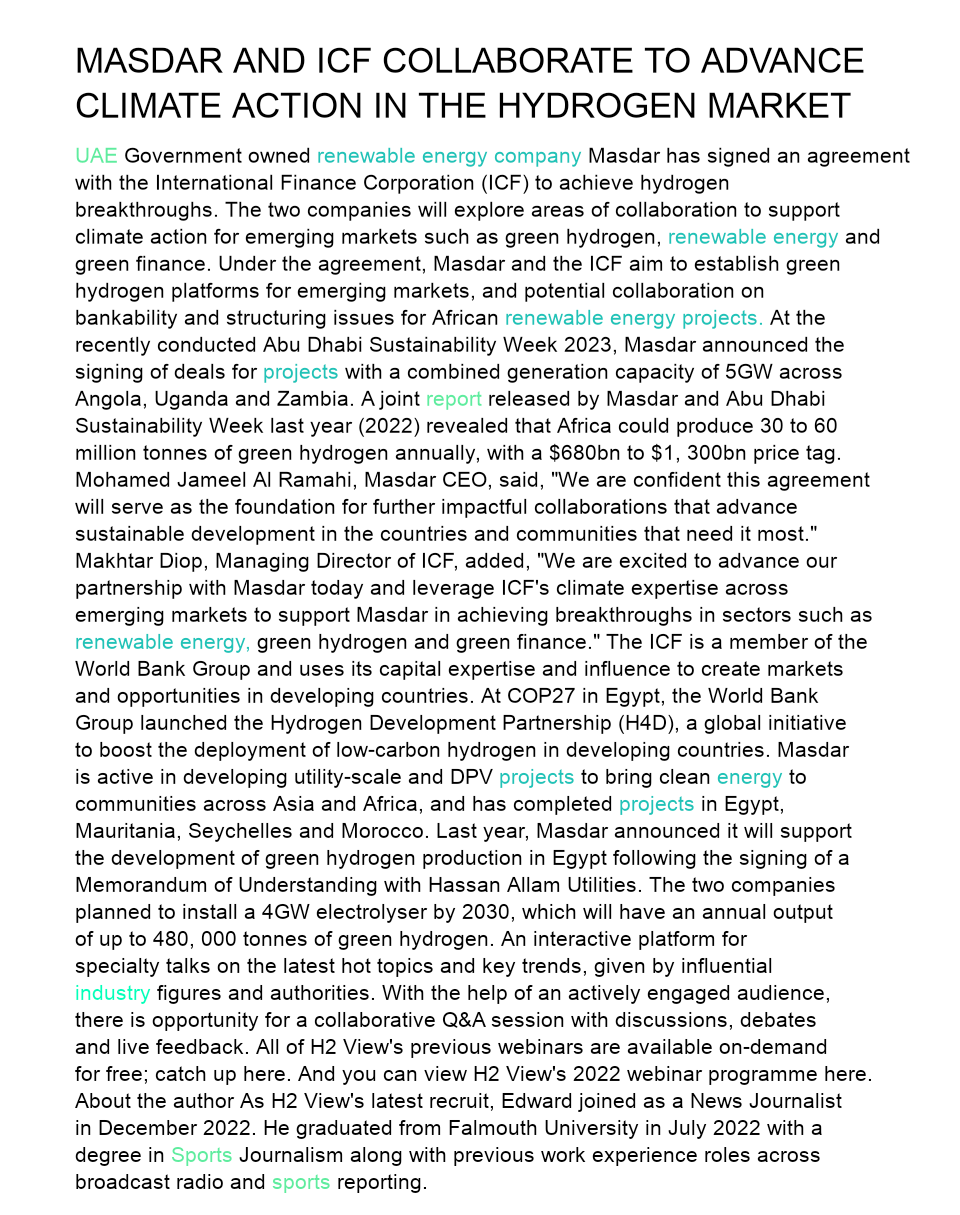 MASDAR AND ICF COLLABORATE TO ADVANCE
CLIMATE ACTION IN THE HYDROGEN MARKET
UAE Government owned renewable energy company Masdar has signed an agreement
with the International Finance Corporation (ICF) to achieve hydrogen
breakthroughs. The two companies will explore areas of collaboration to support
climate action for emerging markets such as green hydrogen, renewable energy and
green finance. Under the agreement, Masdar and the ICF aim to establish green
hydrogen platforms for emerging markets, and potential collaboration on
bankability and structuring issues for African renewable energy projects. At the
recently conducted Abu Dhabi Sustainability Week 2023, Masdar announced the
signing of deals for projects with a combined generation capacity of 5GW across
Angola, Uganda and Zambia. A joint report released by Masdar and Abu Dhabi
Sustainability Week last year (2022) revealed that Africa could produce 30 to 60
million tonnes of green hydrogen annually, with a $680bn to $1, 300bn price tag.
Mohamed Jameel Al Ramahi, Masdar CEO, said, "We are confident this agreement
will serve as the foundation for further impactful collaborations that advance
sustainable development in the countries and communities that need it most."
Makhtar Diop, Managing Director of ICF, added, "We are excited to advance our
partnership with Masdar today and leverage ICF's climate expertise across
emerging markets to support Masdar in achieving breakthroughs in sectors such as
renewable energy, green hydrogen and green finance." The ICF is a member of the
World Bank Group and uses its capital expertise and influence to create markets
and opportunities in developing countries. At COP27 in Egypt, the World Bank
Group launched the Hydrogen Development Partnership (H4D), a global initiative
to boost the deployment of low-carbon hydrogen in developing countries. Masdar
is active in developing utility-scale and DPV projects to bring clean energy to
communities across Asia and Africa, and has completed projects in Egypt,
Mauritania, Seychelles and Morocco. Last year, Masdar announced it will support
the development of green hydrogen production in Egypt following the signing of a
Memorandum of Understanding with Hassan Allam Utilities. The two companies
planned to install a 4GW electrolyser by 2030, which will have an annual output
of up to 480, 000 tonnes of green hydrogen. An interactive platform for
specialty talks on the latest hot topics and key trends, given by influential
industry figures and authorities. With the help of an actively engaged audience,
there is opportunity for a collaborative Q&A session with discussions, debates
and live feedback. All of H2 View's previous webinars are available on-demand
for free; catch up here. And you can view H2 View's 2022 webinar programme here.
About the author As H2 View's latest recruit, Edward joined as a News Journalist
in December 2022. He graduated from Falmouth University in July 2022 with a
degree in Sports Journalism along with previous work experience roles across
broadcast radio and sports reporting.